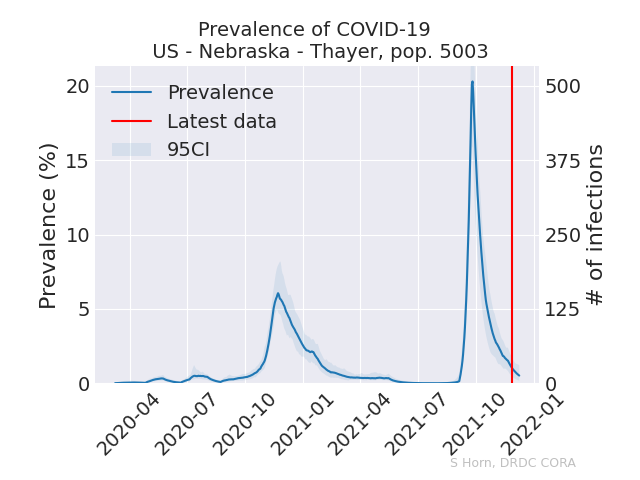 Prevalence of COVID-19
US - Nebraska - Thayer, pop. 5003
Prevalence
Latest data
95CI
Prevalence (%)
20
15
10
5
0
500
375
250
125
0
# of infections
2020-04
2020-07
2020-10
2021-01
2021-04
2021-07
2021-10
2022-01
S Horn, DRDC CORA